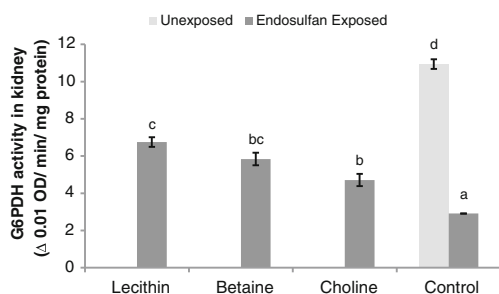 Unexposed Endosulfan Exposed
G6PDH activity in kidney
(Δ 0.01 OD/ min/ mg protein)
12
10
8
6
4
2
0
c
bc
b
d
a
Lecithin Betaine Choline Control